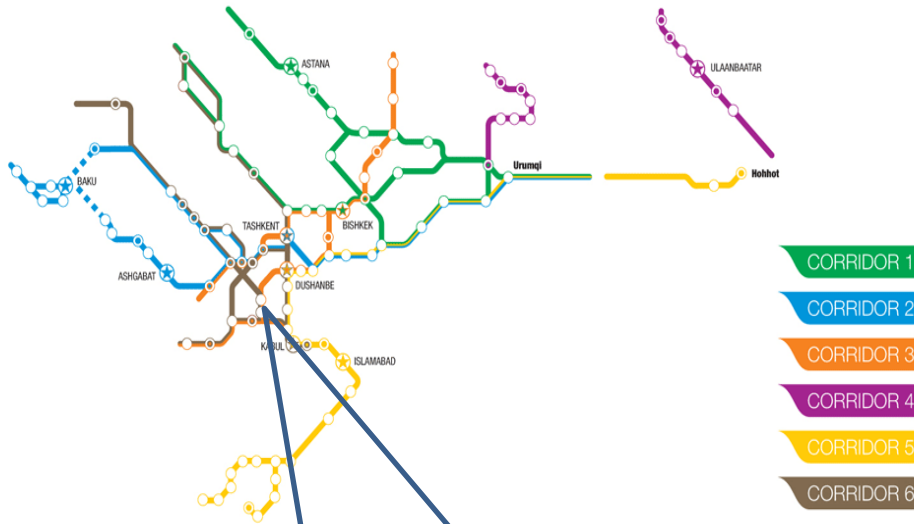 ASTANA
ULAANBAATAR
Urumqi
Hohhot
BAKU
TASHKENT
BISHKEK
ASHGABAT
DUSHANBE
KABUL
ISLAMABAD
CORRIDOR 1
CORRIDOR 2
CORRIDOR 3
CORRIDOR 4
CORRIDOR 5
CORRIDOR 6